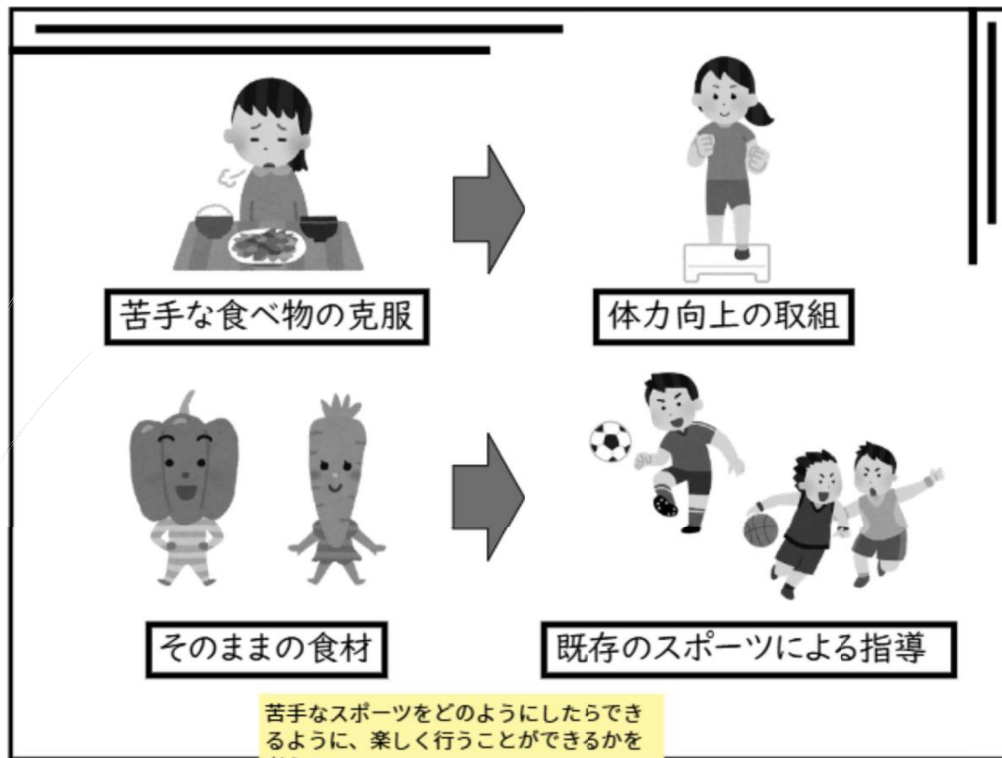 苦手な食べ物の克服
体力向上の取組
そのままの食材
既存のスポーツによる指導
苦手なスポーツをどのようにしたらでき
るように、楽しく行うことができるかを